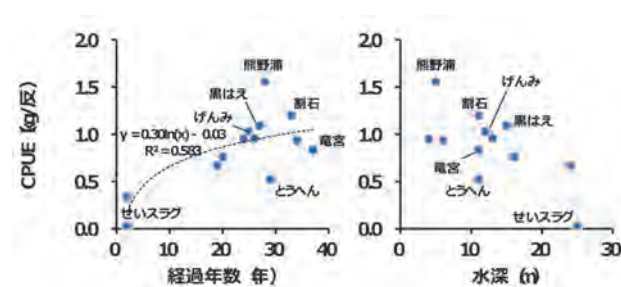 2.0
1.5
1.0
0.5
0.0
CPUE (kg/反)
熊野浦
黒はえ
げんみ
割石
y = 0.30ln(x) - 0.03
R² = 0.583
竜宮
とうへん
せいスラグ
0 10 20 30 40
経過年数 (年)
2.0
1.5
1.0
0.5
0.0
熊野浦
げんみ
割石
黒はえ
竜宮
とうへん
せいスラグ
0 10 20 30
水深 (m)